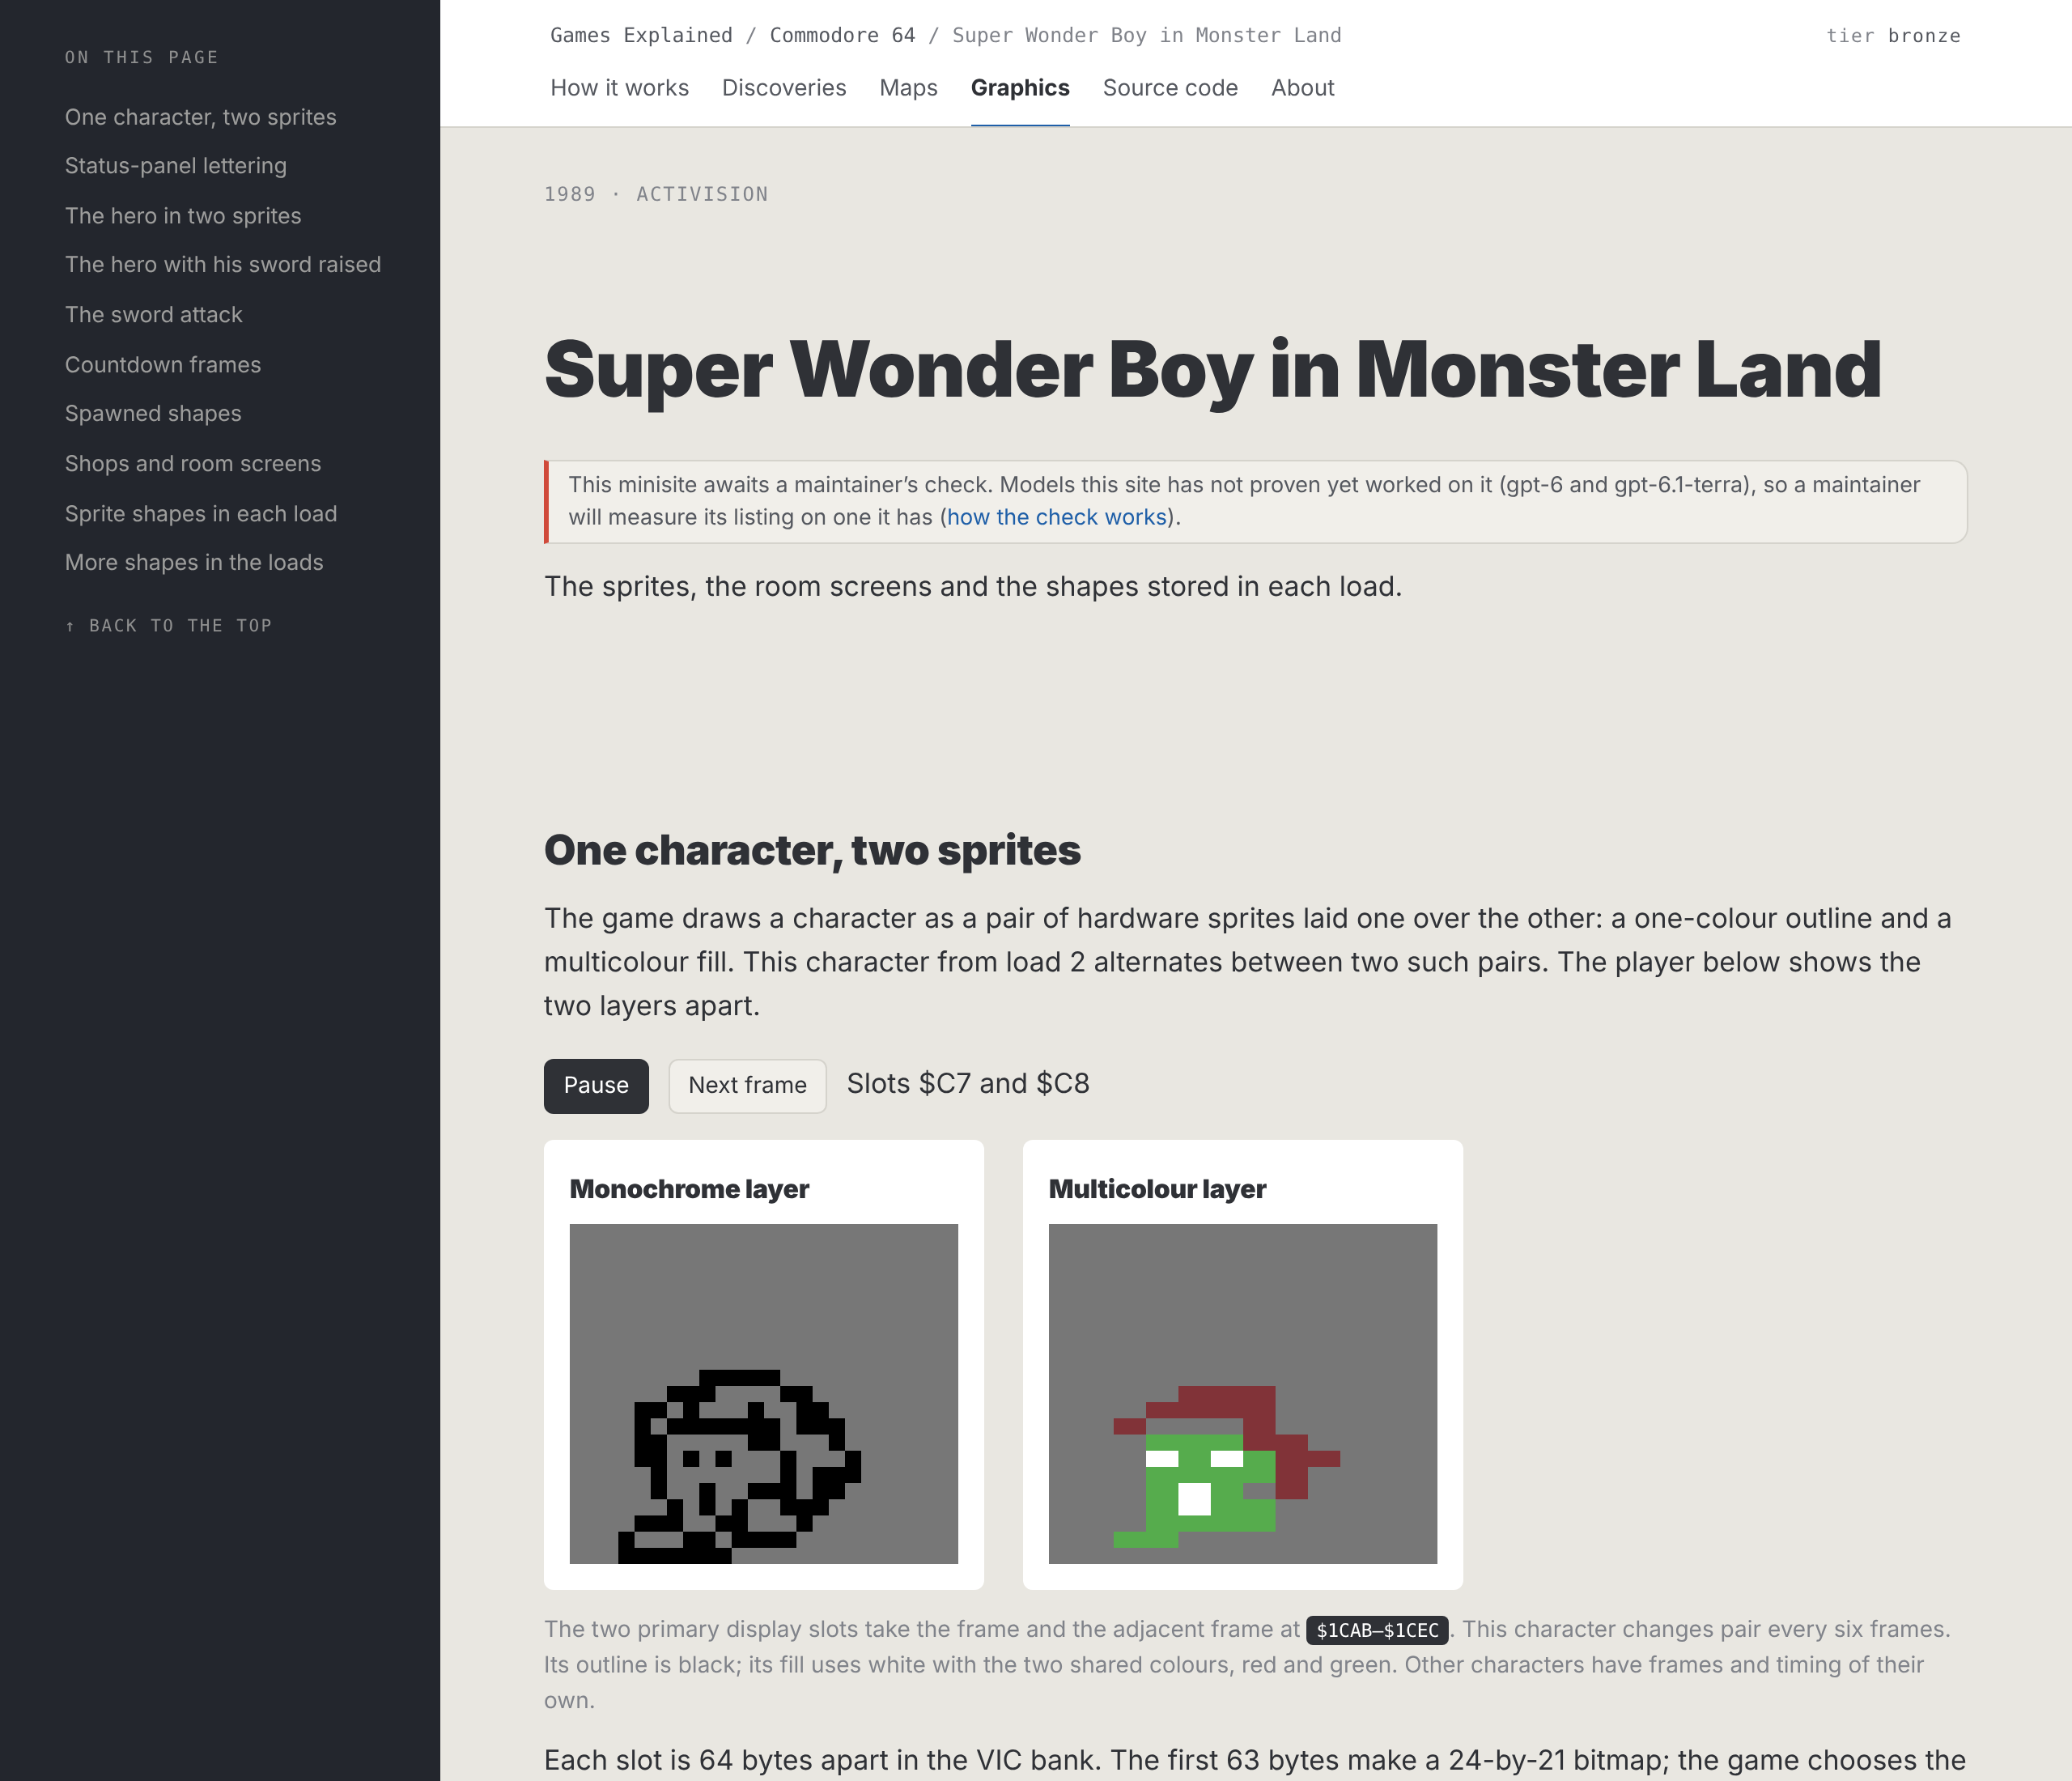 ON THIS PAGE
One character, two sprites
Status-panel lettering
The hero in two sprites
The hero with his sword raised
The sword attack
Countdown frames
Spawned shapes
Shops and room screens
Sprite shapes in each load
More shapes in the loads
↑ BACK TO THE TOP
Games Explained / Commodore 64 / Super Wonder Boy in Monster Land
tier bronze
How it works Discoveries Maps Graphics Source code About
1989 · ACTIVISION
Super Wonder Boy in Monster Land
This minisite awaits a maintainer’s check. Models this site has not proven yet worked on it (gpt-6 and gpt-6.1-terra), so a maintainer
will measure its listing on one it has (how the check works).
The sprites, the room screens and the shapes stored in each load.
One character, two sprites
The game draws a character as a pair of hardware sprites laid one over the other: a one-colour outline and a
multicolour fill. This character from load 2 alternates between two such pairs. The player below shows the
two layers apart.
Pause Next frame Slots $C7 and $C8
Monochrome layer
Multicolour layer
The two primary display slots take the frame and the adjacent frame at $1CAB–$1CEC. This character changes pair every six frames.
Its outline is black; its fill uses white with the two shared colours, red and green. Other characters have frames and timing of their
own.
Each slot is 64 bytes apart in the VIC bank. The first 63 bytes make a 24-by-21 bitmap; the game chooses the